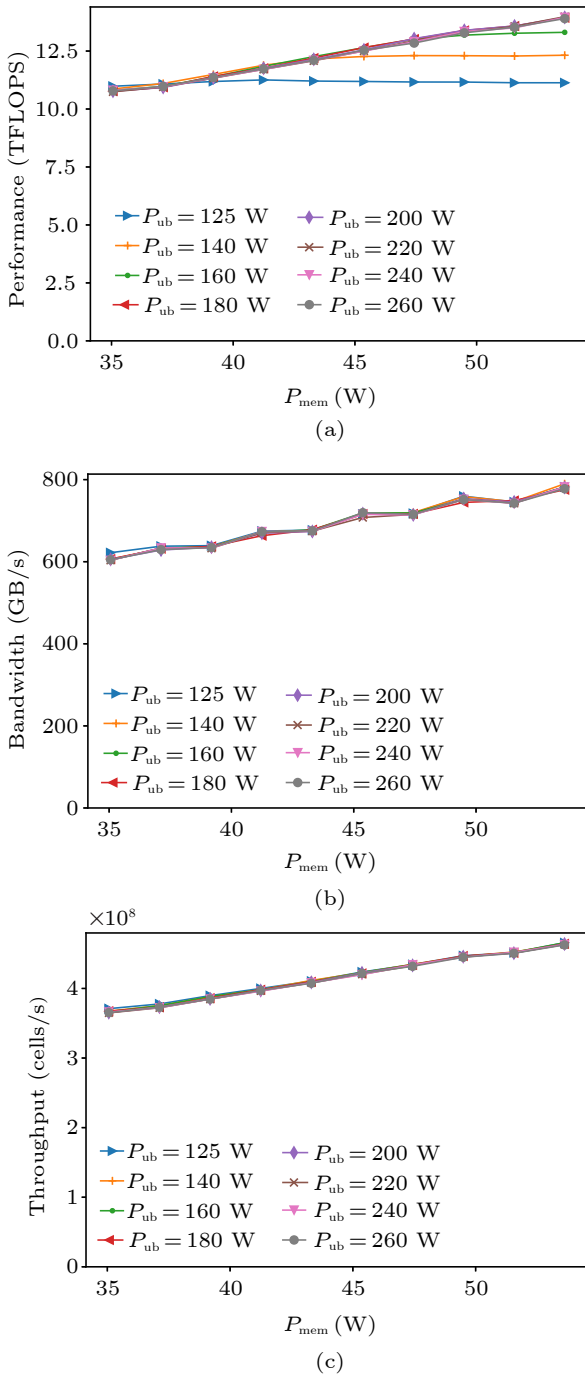 Performance (TFLOPS)
12.5
10.0
7.5
5.0
2.5
0.0
P_ub = 125 W
P_ub = 140 W
P_ub = 160 W
P_ub = 180 W
P_ub = 200 W
P_ub = 220 W
P_ub = 240 W
P_ub = 260 W
35 40 45 50
P_mem (W)
(a)
Bandwidth (GB/s)
800
600
400
200
0
P_ub = 125 W
P_ub = 140 W
P_ub = 160 W
P_ub = 180 W
P_ub = 200 W
P_ub = 220 W
P_ub = 240 W
P_ub = 260 W
35 40 45 50
P_mem (W)
(b)
×10⁸
Throughput (cells/s)
4
3
2
1
0
P_ub = 125 W
P_ub = 140 W
P_ub = 160 W
P_ub = 180 W
P_ub = 200 W
P_ub = 220 W
P_ub = 240 W
P_ub = 260 W
35 40 45 50
P_mem (W)
(c)